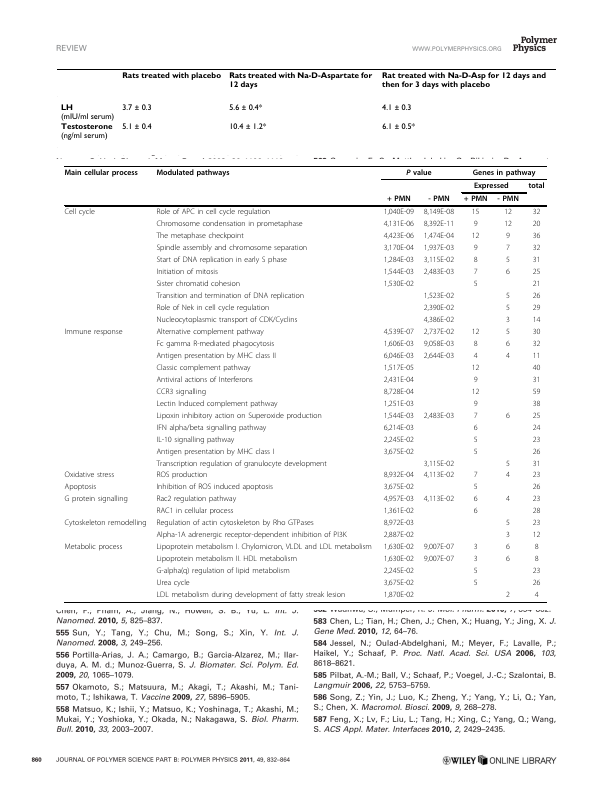 REVIEW
WWW.POLYMERPHYSICS.ORG
Polymer
Physics
Rats treated with placebo Rats treated with Na-D-Aspartate for 12 days Rat treated with Na-D-Asp for 12 days and then for 3 days with placebo
LH 3.7 ± 0.3 5.6 ± 0.4* 4.1 ± 0.3
(mIU/ml serum)
Testosterone 5.1 ± 0.4 10.4 ± 1.2* 6.1 ± 0.5*
(ng/ml serum)
Main cellular process Modulated pathways P value Genes in pathway
Expressed total
+ PMN - PMN + PMN - PMN
Cell cycle Role of APC in cell cycle regulation 1,040E-09 8,149E-08 15 12 32
Chromosome condensation in prometaphase 4,131E-06 8,392E-11 9 12 20
The metaphase checkpoint 4,423E-06 1,474E-04 12 9 36
Spindle assembly and chromosome separation 3,170E-04 1,937E-03 9 7 32
Start of DNA replication in early S phase 1,284E-03 3,115E-02 8 5 31
Initiation of mitosis 1,544E-03 2,483E-03 7 6 25
Sister chromatid cohesion 1,530E-02 5 21
Transition and termination of DNA replication 1,523E-02 5 26
Role of Nek in cell cycle regulation 2,390E-02 5 29
Nucleocytoplasmic transport of CDK/Cyclins 4,386E-02 3 14
Immune response Alternative complement pathway 4,539E-07 2,737E-02 12 5 30
Fc gamma R-mediated phagocytosis 1,606E-03 9,058E-03 8 6 32
Antigen presentation by MHC class II 6,046E-03 2,644E-03 4 4 11
Classic complement pathway 1,517E-05 12 40
Antiviral actions of Interferons 2,431E-04 9 31
CCR3 signalling 8,728E-04 12 59
Lectin Induced complement pathway 1,251E-03 9 38
Lipoxin inhibitory action on Superoxide production 1,544E-03 2,483E-03 7 6 25
IFN alpha/beta signalling pathway 6,214E-03 6 24
IL-10 signalling pathway 2,245E-02 5 23
Antigen presentation by MHC class I 3,675E-02 5 26
Transcription regulation of granulocyte development 3,115E-02 5 31
Oxidative stress ROS production 8,932E-04 4,113E-02 7 4 23
Apoptosis Inhibition of ROS induced apoptosis 3,675E-02 5 26
G protein signalling Rac2 regulation pathway 4,957E-03 4,113E-02 6 4 23
RAC1 in cellular process 1,361E-02 6 28
Cytoskeleton remodelling Regulation of actin cytoskeleton by Rho GTPases 8,972E-03 5 23
Alpha-1A adrenergic receptor-dependent inhibition of PI3K 2,887E-02 3 12
Metabolic process Lipoprotein metabolism I. Chylomicron, VLDL and LDL metabolism 1,630E-02 9,007E-07 3 6 8
Lipoprotein metabolism II. HDL metabolism 1,630E-02 9,007E-07 3 6 8
G-alpha(q) regulation of lipid metabolism 2,245E-02 5 23
Urea cycle 3,675E-02 5 26
LDL metabolism during development of fatty streak lesion 1,870E-02 2 4
Nanomed. 2010, 5, 825–837.
555 Sun, Y.; Tang, Y.; Chu, M.; Song, S.; Xin, Y. Int. J.
Nanomed. 2008, 3, 249–256.
556 Portilla-Arias, J. A.; Camargo, B.; Garcia-Alvarez, M.; Ilar-
duya, A. M. d.; Munoz-Guerra, S. J. Biomater. Sci. Polym. Ed.
2009, 20, 1065–1079.
557 Okamoto, S.; Matsuura, M.; Akagi, T.; Akashi, M.; Tani-
moto, T.; Ishikawa, T. Vaccine 2009, 27, 5896–5905.
558 Matsuo, K.; Ishii, Y.; Matsuo, K.; Yoshinaga, T.; Akashi, M.;
Mukai, Y.; Yoshioka, Y.; Okada, N.; Nakagawa, S. Biol. Pharm.
Bull. 2010, 33, 2003–2007.
583 Chen, L.; Tian, H.; Chen, J.; Chen, X.; Huang, Y.; Jing, X. J.
Gene Med. 2010, 12, 64–76.
584 Jessel, N.; Oulad-Abdelghani, M.; Meyer, F.; Lavalle, P.;
Haikel, Y.; Schaaf, P. Proc. Natl. Acad. Sci. USA 2006, 103,
8618–8621.
585 Pilbat, A.-M.; Ball, V.; Schaaf, P.; Voegel, J.-C.; Szalontai, B.
Langmuir 2006, 22, 5753–5759.
586 Song, Z.; Yin, J.; Luo, K.; Zheng, Y.; Yang, Y.; Li, Q.; Yan,
S.; Chen, X. Macromol. Biosci. 2009, 9, 268–278.
587 Feng, X.; Lv, F.; Liu, L.; Tang, H.; Xing, C.; Yang, Q.; Wang,
S. ACS Appl. Mater. Interfaces 2010, 2, 2429–2435.
860 JOURNAL OF POLYMER SCIENCE PART B: POLYMER PHYSICS 2011, 49, 832–864
WILEY ONLINE LIBRARY